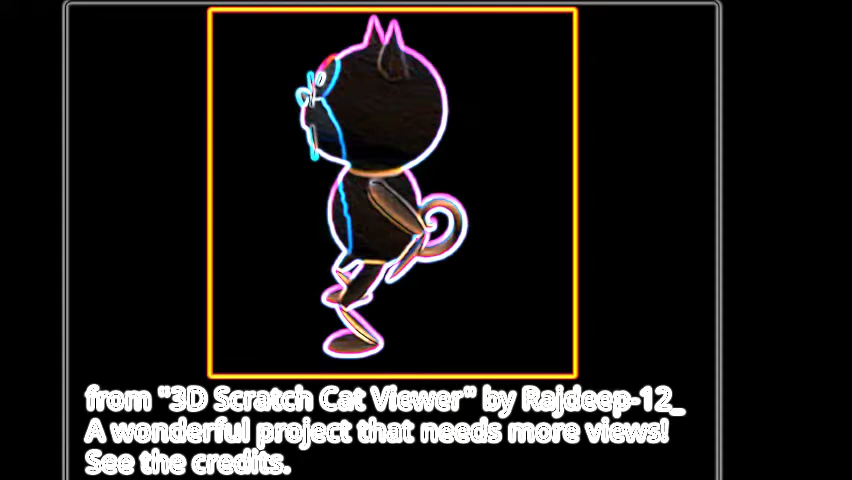 from "3D Scratch Cat Viewer" by Rajdeep-12_
A wonderful project that needs more views!
See the credits.